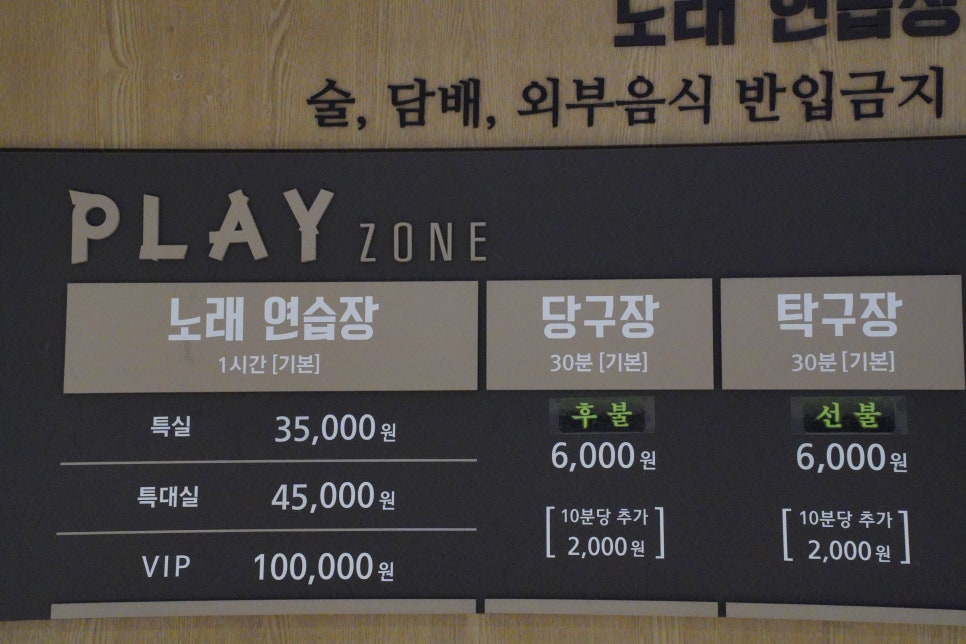 노래 연습장
술, 담배, 외부음식 반입금지
PLAY ZONE
노래 연습장
1시간 [기본]
특실 35,000원
특대실 45,000원
VIP 100,000원
당구장
30분 [기본]
후불
6,000원
[10분당 추가
2,000원]
탁구장
30분 [기본]
선불
6,000원
[10분당 추가
2,000원]